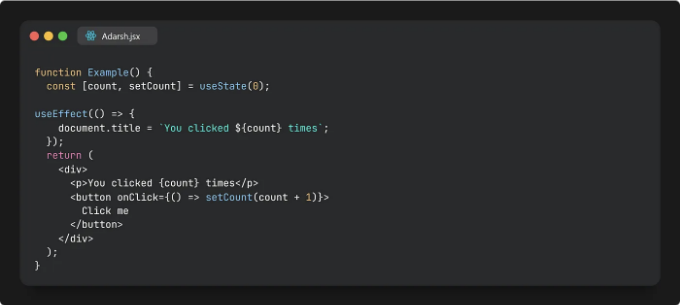 Adarsh.jsx
function Example() {
  const [count, setCount] = useState(0);
useEffect(() => {
    document.title = `You clicked ${count} times`;
  });
  return (
    <div>
      <p>You clicked {count} times</p>
      <button onClick={() => setCount(count + 1)}>
        Click me
      </button>
    </div>
  );
}